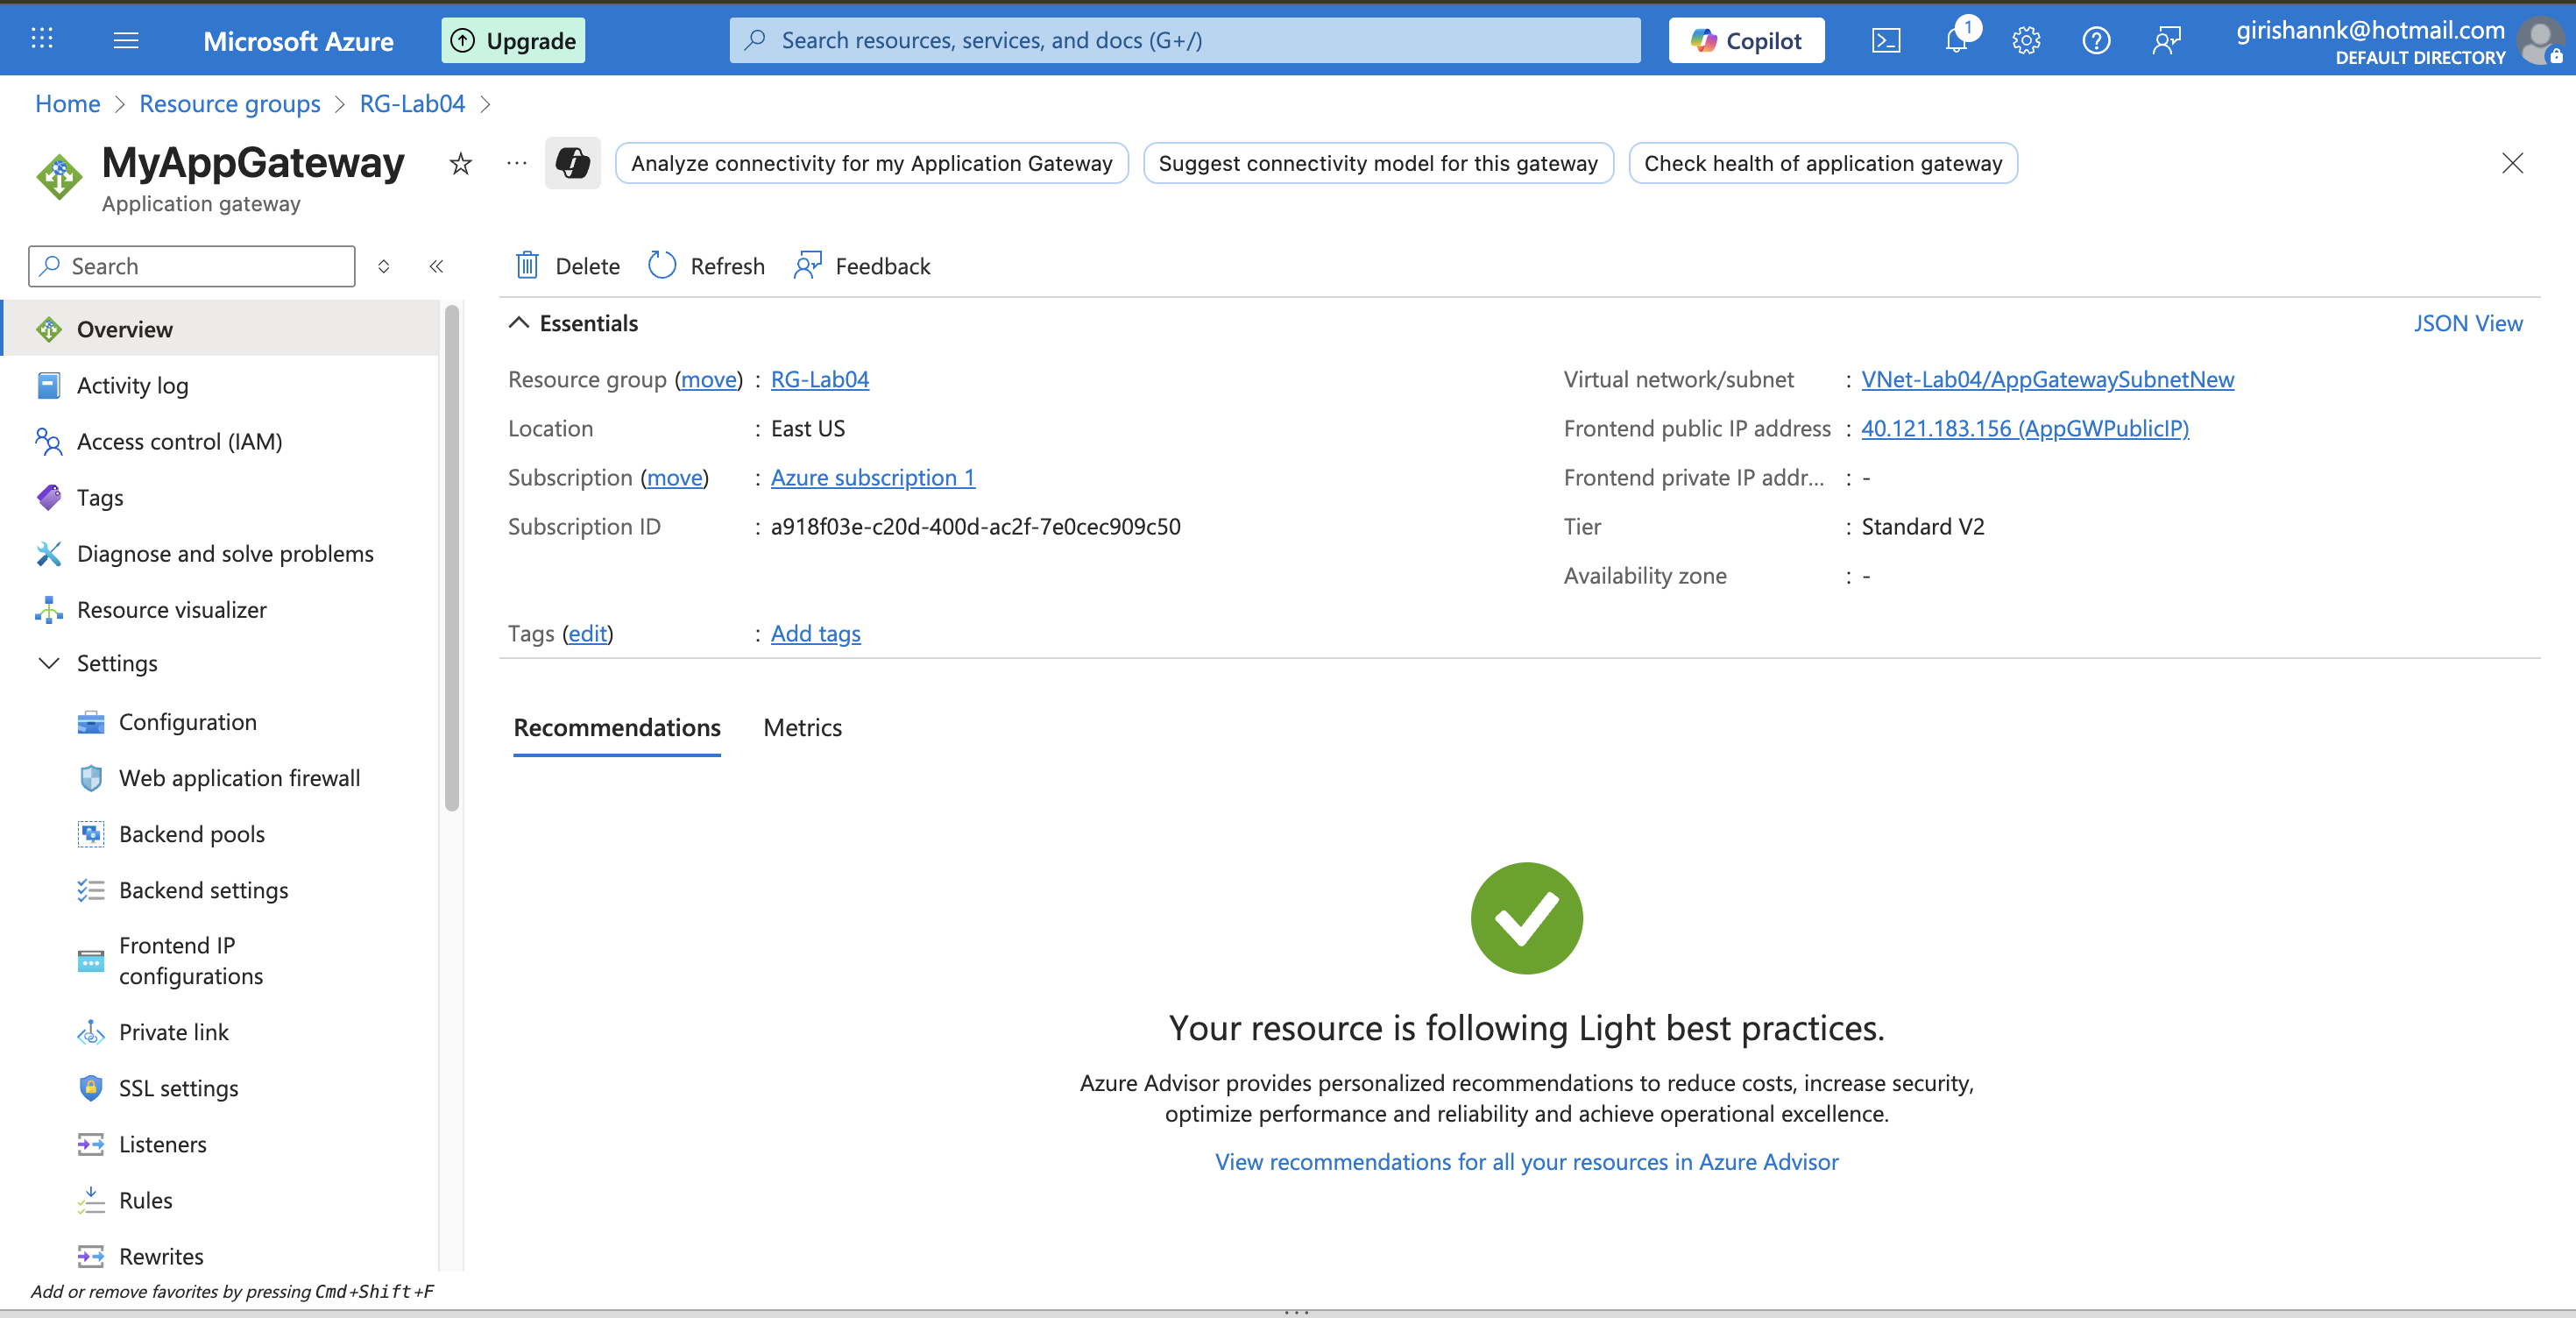 Microsoft Azure
Upgrade
Search resources, services, and docs (G+/)
Copilot
1
girishannk@hotmail.com
DEFAULT DIRECTORY
Home > Resource groups > RG-Lab04 >
MyAppGateway
Application gateway
Analyze connectivity for my Application Gateway
Suggest connectivity model for this gateway
Check health of application gateway
Search
Overview
Activity log
Access control (IAM)
Tags
Diagnose and solve problems
Resource visualizer
Settings
Configuration
Web application firewall
Backend pools
Backend settings
Frontend IP
configurations
Private link
SSL settings
Listeners
Rules
Rewrites
Add or remove favorites by pressing Cmd+Shift+F
Delete
Refresh
Feedback
Essentials
JSON View
Resource group (move) : RG-Lab04
Location : East US
Subscription (move) : Azure subscription 1
Subscription ID : a918f03e-c20d-400d-ac2f-7e0cec909c50
Virtual network/subnet : VNet-Lab04/AppGatewaySubnetNew
Frontend public IP address : 40.121.183.156 (AppGWPublicIP)
Frontend private IP addr... : -
Tier : Standard V2
Availability zone : -
Tags (edit) : Add tags
Recommendations
Metrics
Your resource is following Light best practices.
Azure Advisor provides personalized recommendations to reduce costs, increase security,
optimize performance and reliability and achieve operational excellence.
View recommendations for all your resources in Azure Advisor